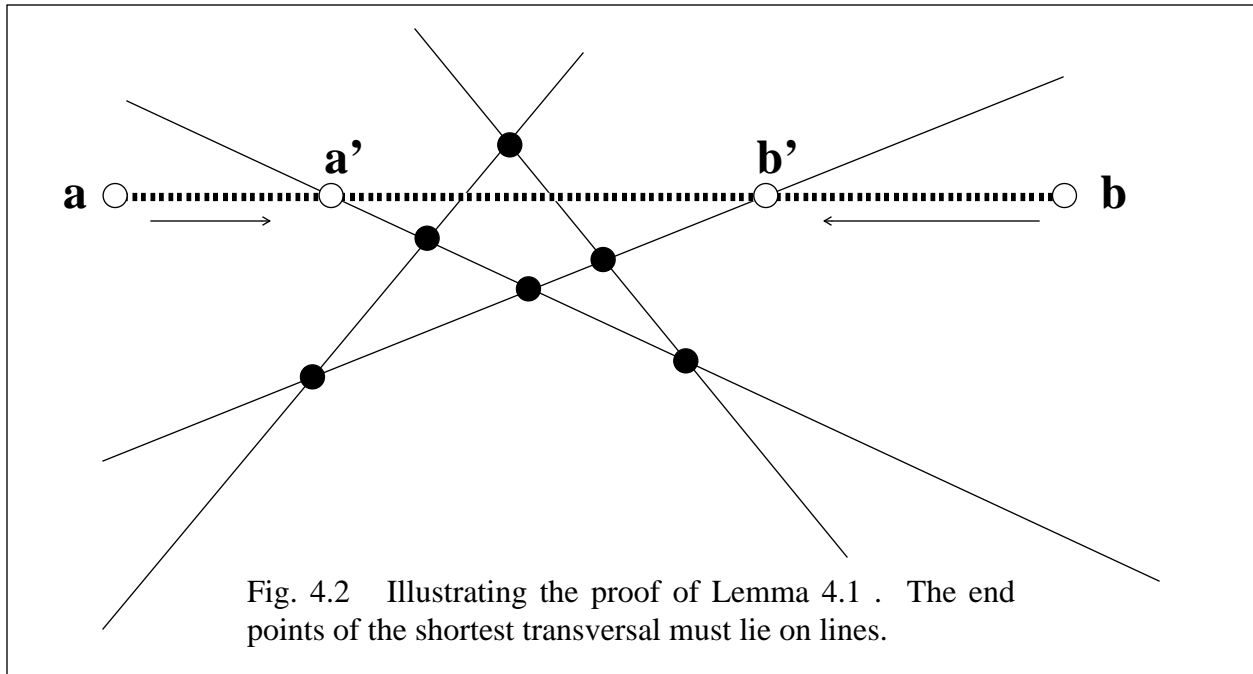 a’ b’
a b
Fig. 4.2 Illustrating the proof of Lemma 4.1 . The end
points of the shortest transversal must lie on lines.